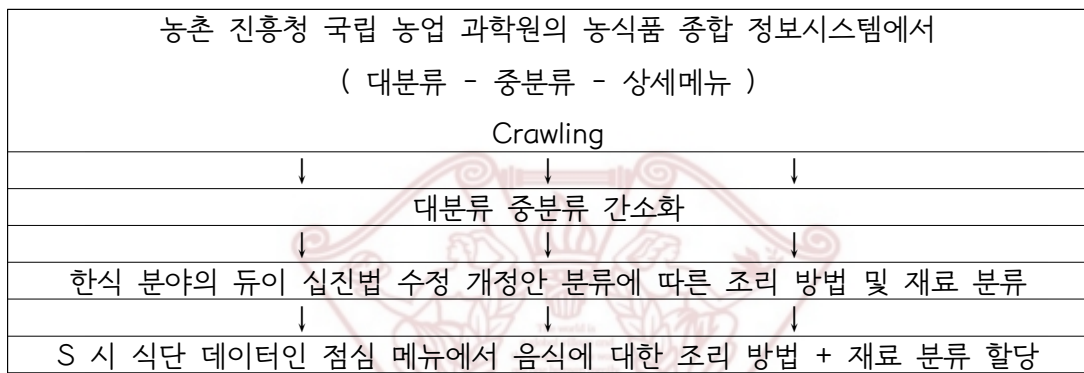 농촌 진흥청 국립 농업 과학원의 농식품 종합 정보시스템에서
( 대분류 - 중분류 - 상세메뉴 )
Crawling
↓ ↓ ↓
대분류 중분류 간소화
↓ ↓ ↓
한식 분야의 듀이 십진법 수정 개정안 분류에 따른 조리 방법 및 재료 분류
↓ ↓ ↓
S 시 식단 데이터인 점심 메뉴에서 음식에 대한 조리 방법 + 재료 분류 할당